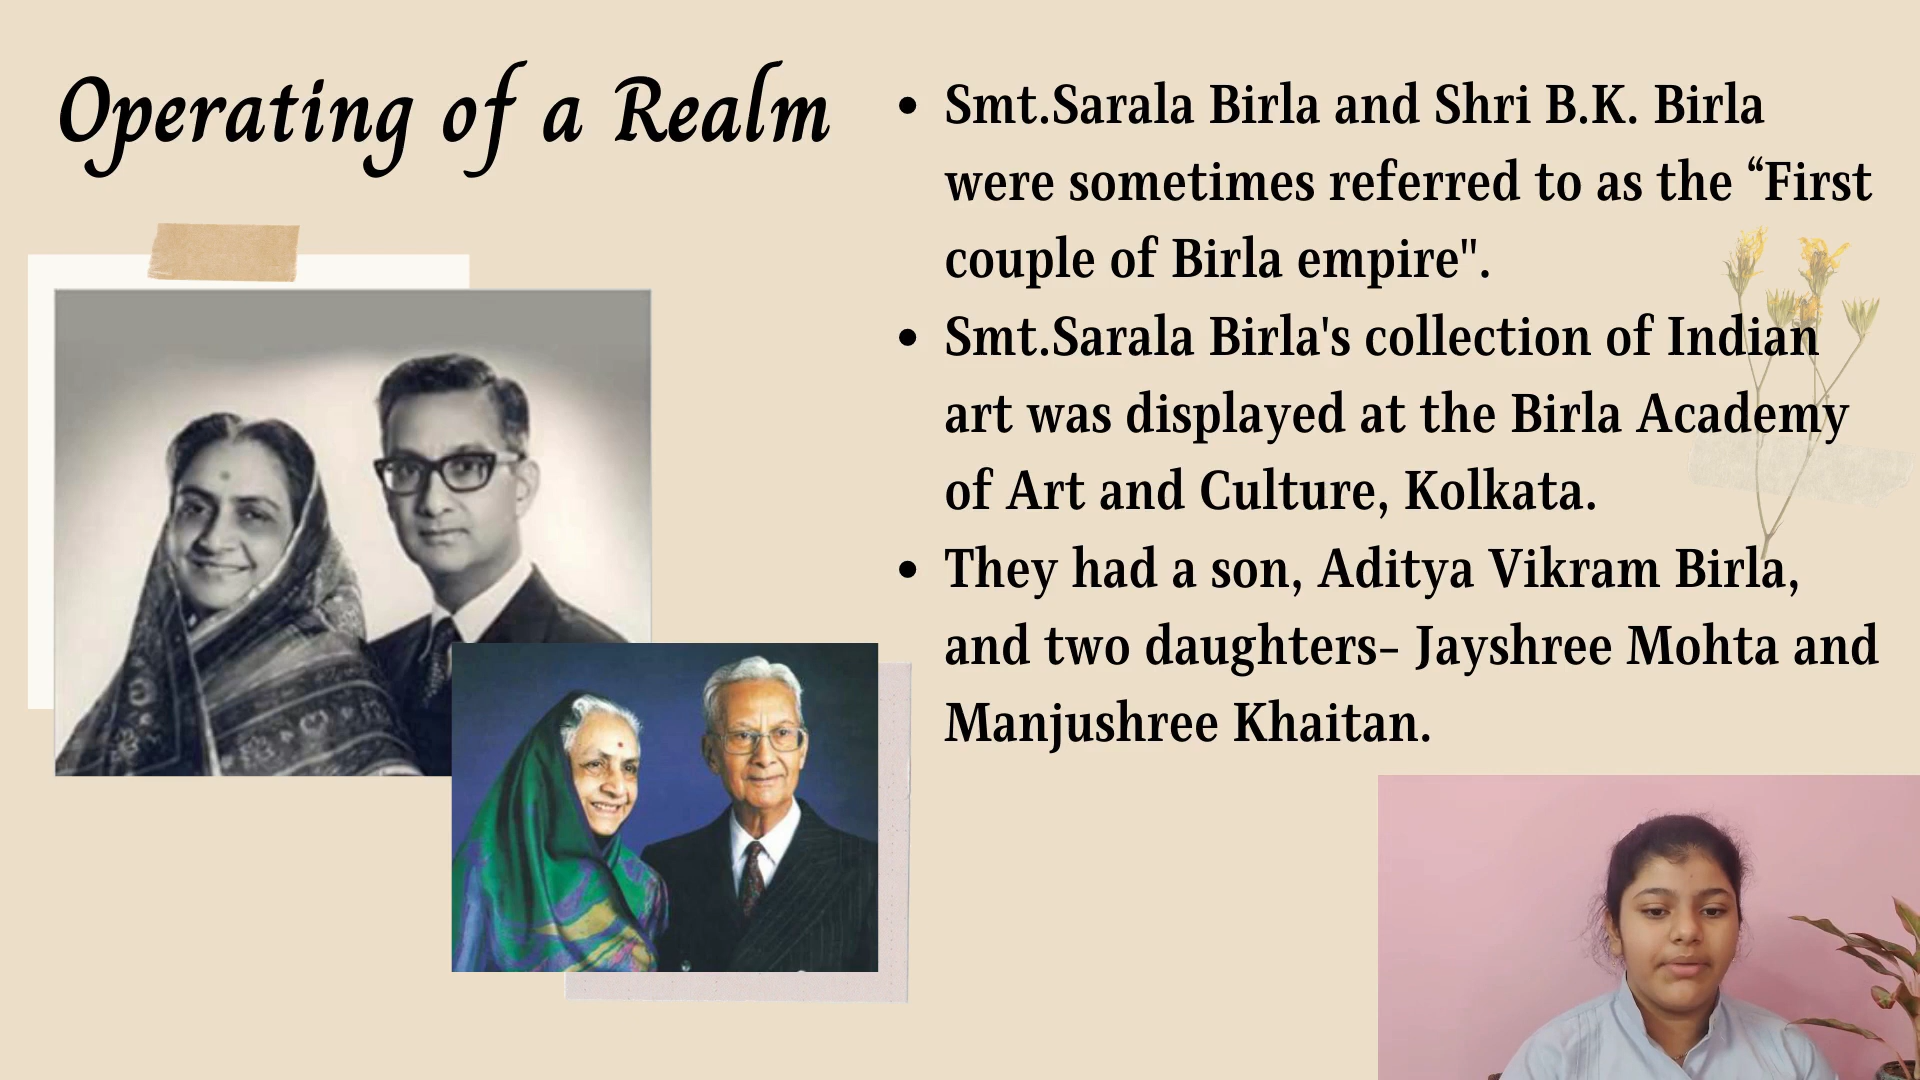 Operating of a Realm
• Smt.Sarala Birla and Shri B.K. Birla
were sometimes referred to as the “First
couple of Birla empire".
• Smt.Sarala Birla's collection of Indian
art was displayed at the Birla Academy
of Art and Culture, Kolkata.
• They had a son, Aditya Vikram Birla,
and two daughters– Jayshree Mohta and
Manjushree Khaitan.